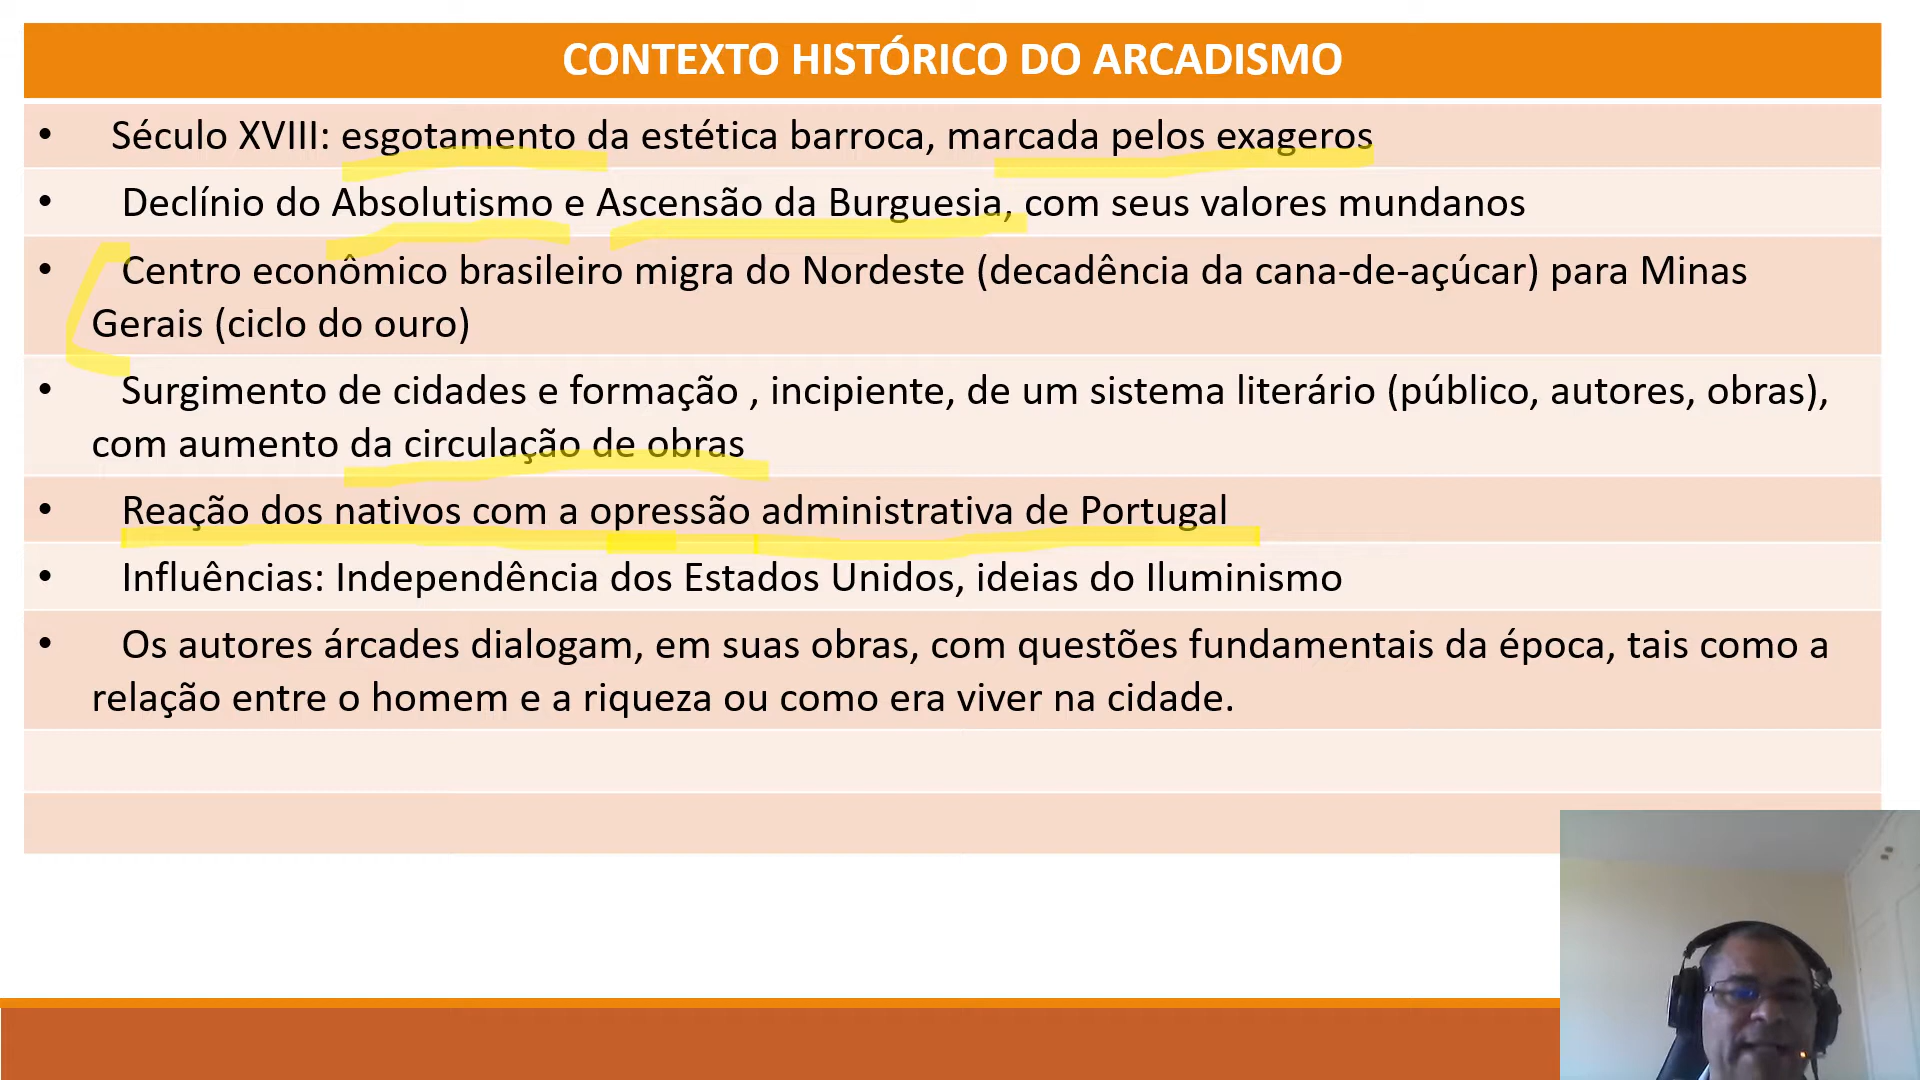 CONTEXTO HISTÓRICO DO ARCADISMO
• Século XVIII: esgotamento da estética barroca, marcada pelos exageros
• Declínio do Absolutismo e Ascensão da Burguesia, com seus valores mundanos
• Centro econômico brasileiro migra do Nordeste (decadência da cana-de-açúcar) para Minas
Gerais (ciclo do ouro)
• Surgimento de cidades e formação , incipiente, de um sistema literário (público, autores, obras),
com aumento da circulação de obras
• Reação dos nativos com a opressão administrativa de Portugal
• Influências: Independência dos Estados Unidos, ideias do Iluminismo
• Os autores árcades dialogam, em suas obras, com questões fundamentais da época, tais como a
relação entre o homem e a riqueza ou como era viver na cidade.